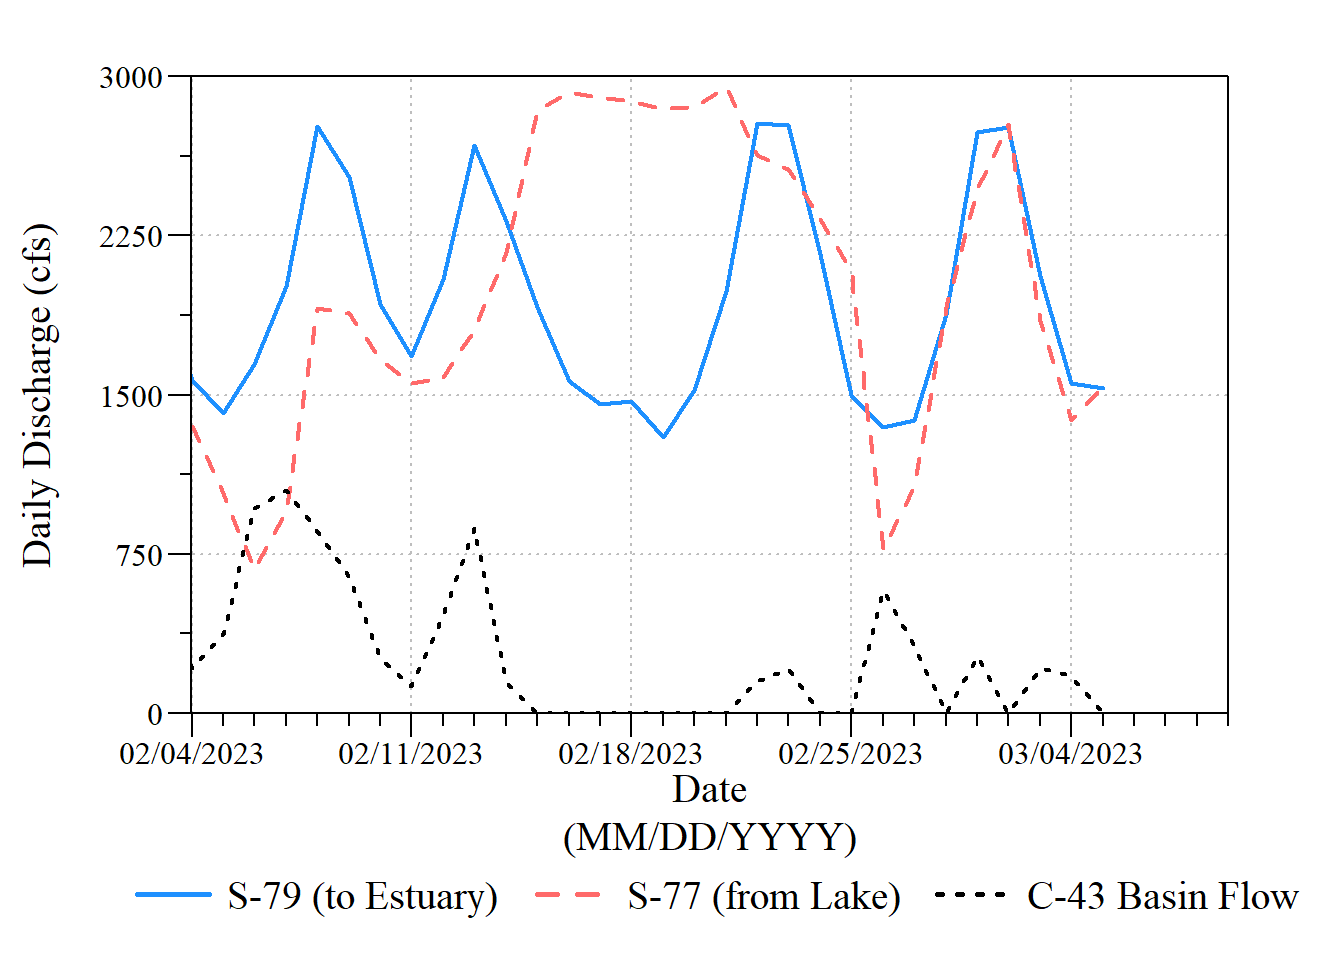 Daily Discharge (cfs)
3000
2250
1500
750
0
02/04/2023 02/11/2023 02/18/2023 02/25/2023 03/04/2023
Date
(MM/DD/YYYY)
S-79 (to Estuary) S-77 (from Lake) C-43 Basin Flow